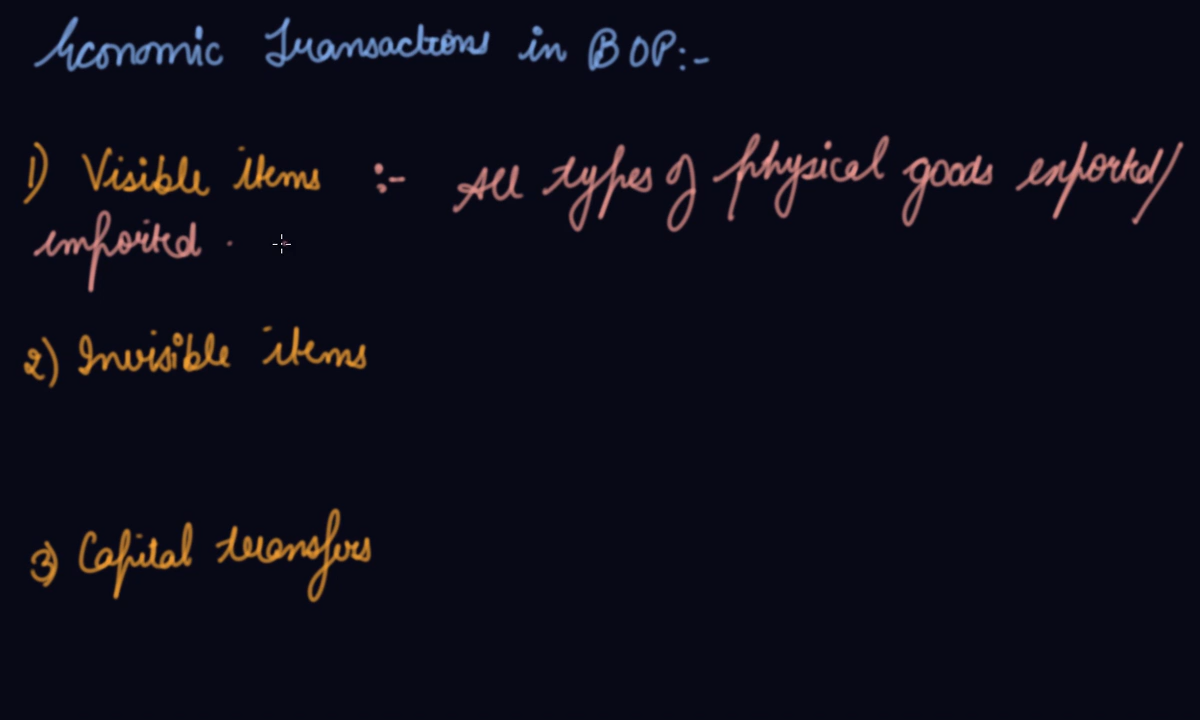 Economic Transactions in BOP:-
1) Visible items :- All types of physical goods exported/
imported.
2) Invisible items
3) Capital transfers